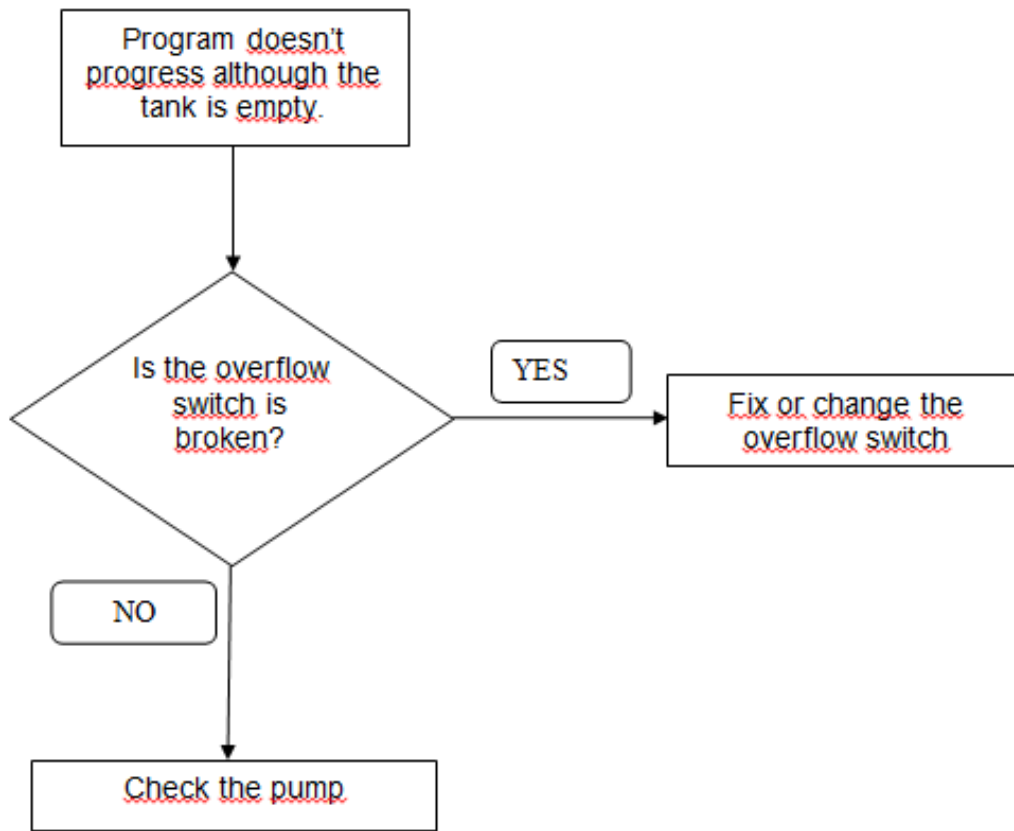 Program doesn't
progress although the
tank is empty.
Is the overflow
switch is
broken?
YES
Fix or change the
overflow switch
NO
Check the pump